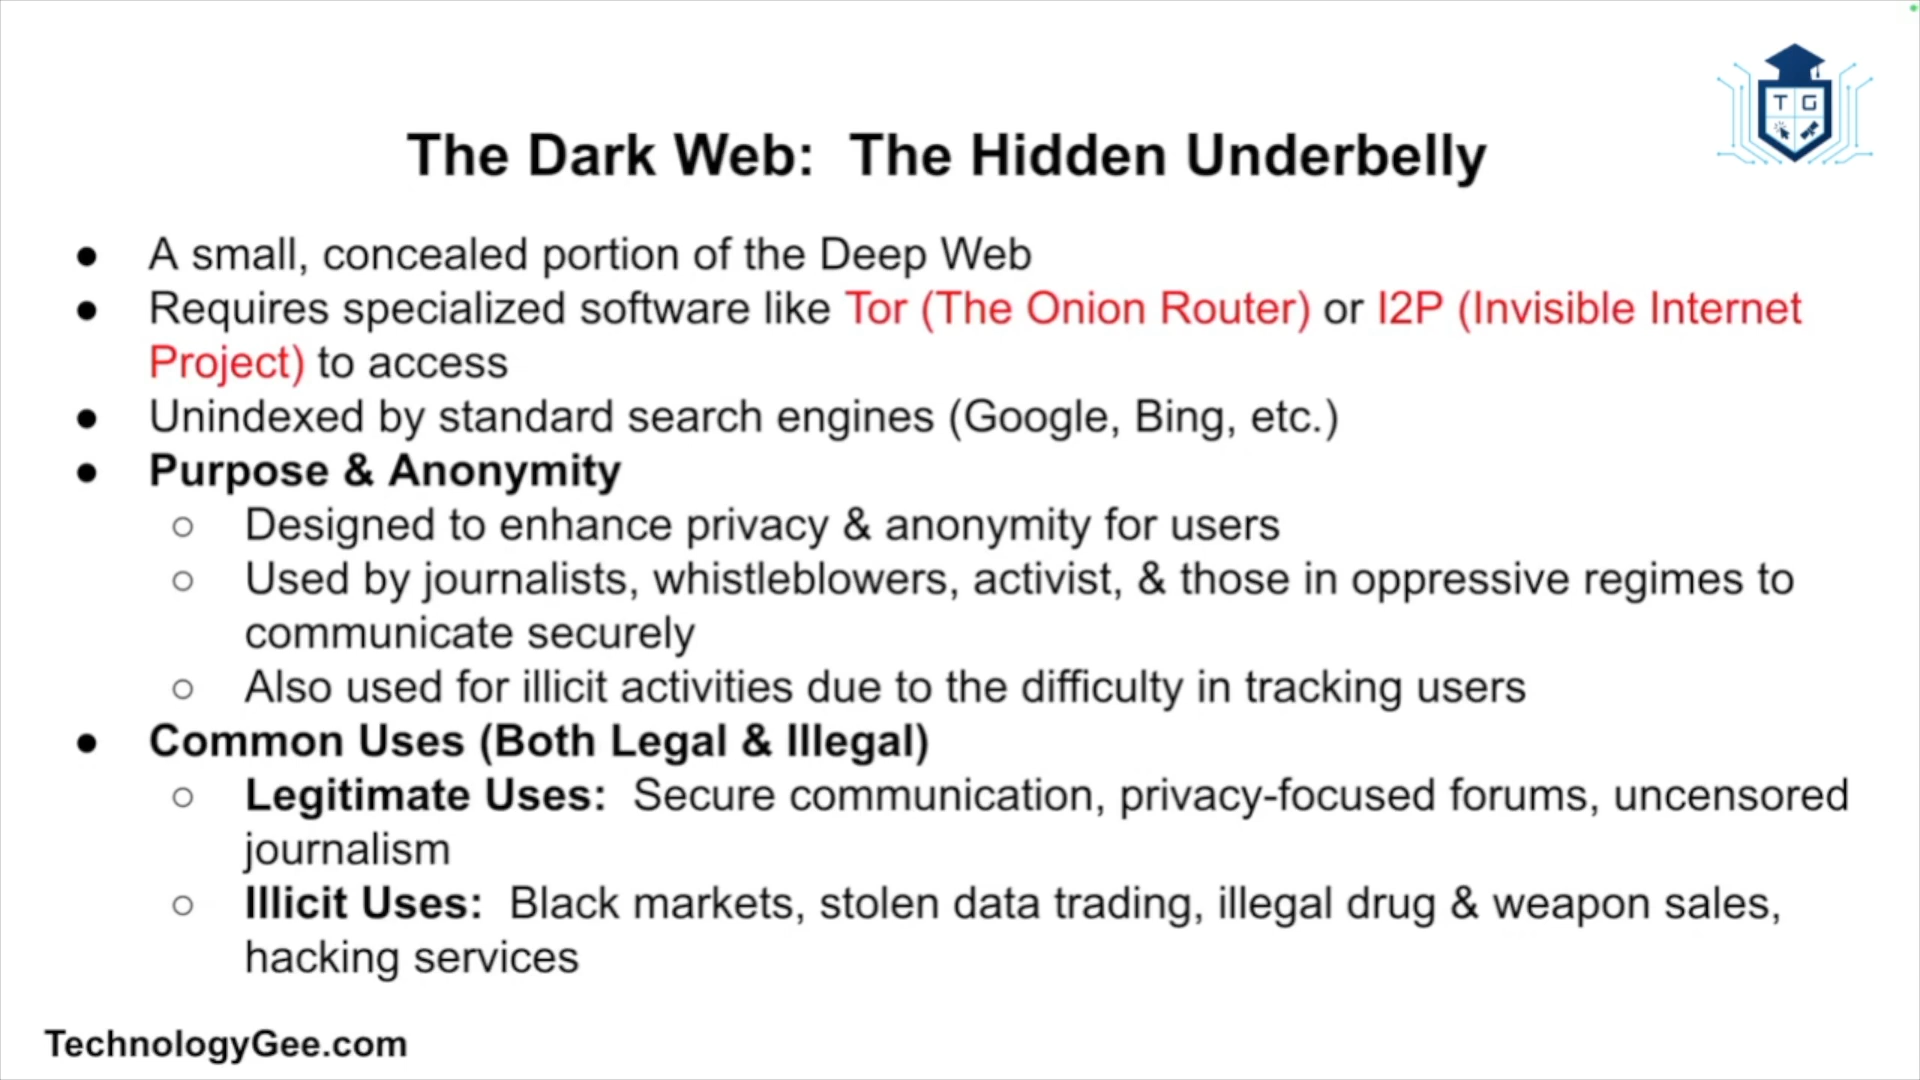 T G
The Dark Web:  The Hidden Underbelly
● A small, concealed portion of the Deep Web
● Requires specialized software like Tor (The Onion Router) or I2P (Invisible Internet
Project) to access
● Unindexed by standard search engines (Google, Bing, etc.)
● Purpose & Anonymity
○ Designed to enhance privacy & anonymity for users
○ Used by journalists, whistleblowers, activist, & those in oppressive regimes to
communicate securely
○ Also used for illicit activities due to the difficulty in tracking users
● Common Uses (Both Legal & Illegal)
○ Legitimate Uses:  Secure communication, privacy-focused forums, uncensored
journalism
○ Illicit Uses:  Black markets, stolen data trading, illegal drug & weapon sales,
hacking services
TechnologyGee.com